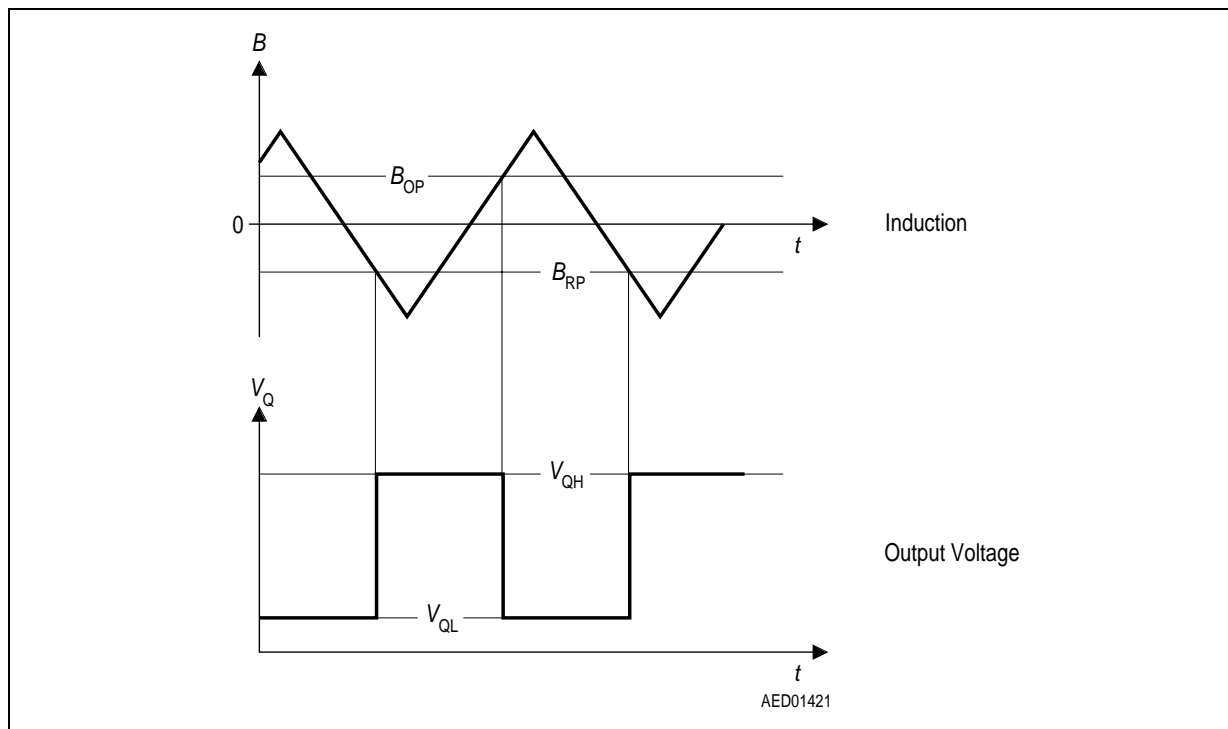 B
B_OP
0
t
Induction
B_RP
V_Q
V_QH
Output Voltage
V_QL
t
AED01421